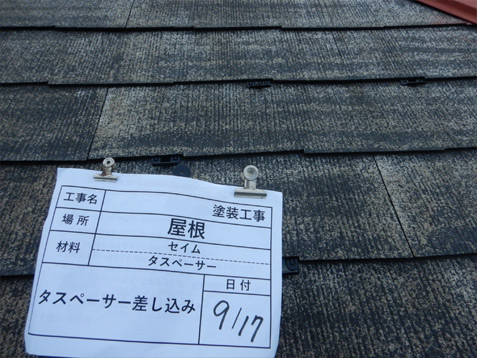 工事名 塗装工事
場所 屋根
材料 セイム
タスペーサー
タスペーサー差し込み
日付
9/17